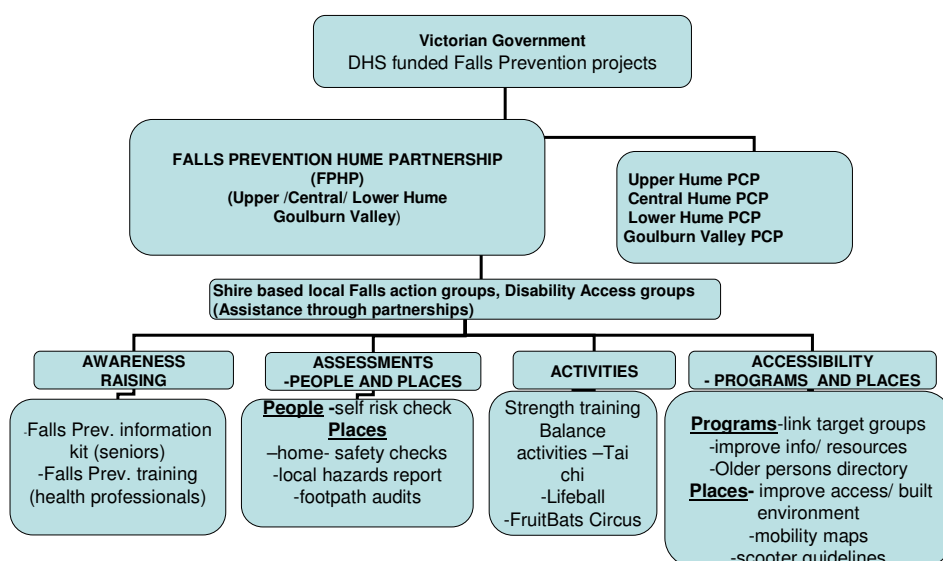 Victorian Government
DHS funded Falls Prevention projects
FALLS PREVENTION HUME PARTNERSHIP
(FPHP)
(Upper /Central/ Lower Hume
Goulburn Valley)
Upper Hume PCP
Central Hume PCP
Lower Hume PCP
Goulburn Valley PCP
Shire based local Falls action groups, Disability Access groups
(Assistance through partnerships)
AWARENESS
RAISING
-Falls Prev. information
kit (seniors)
-Falls Prev. training
(health professionals)
ASSESSMENTS
-PEOPLE AND PLACES
People -self risk check
Places
–home- safety checks
-local hazards report
-footpath audits
ACTIVITIES
Strength training
Balance
activities –Tai
chi
-Lifeball
-FruitBats Circus
ACCESSIBILITY
- PROGRAMS AND PLACES
Programs-link target groups
-improve info/ resources
-Older persons directory
Places- improve access/ built
environment
-mobility maps
-scooter guidelines